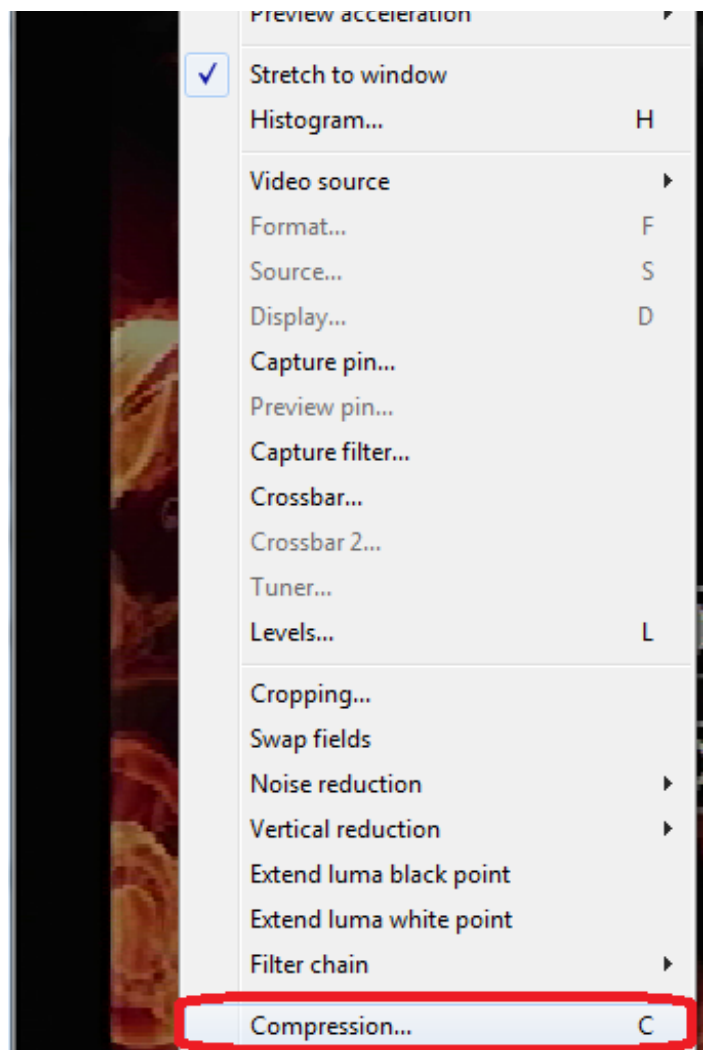 Preview acceleration
Stretch to window
Histogram... H
Video source
Format... F
Source... S
Display... D
Capture pin...
Preview pin...
Capture filter...
Crossbar...
Crossbar 2...
Tuner...
Levels... L
Cropping...
Swap fields
Noise reduction
Vertical reduction
Extend luma black point
Extend luma white point
Filter chain
Compression... C